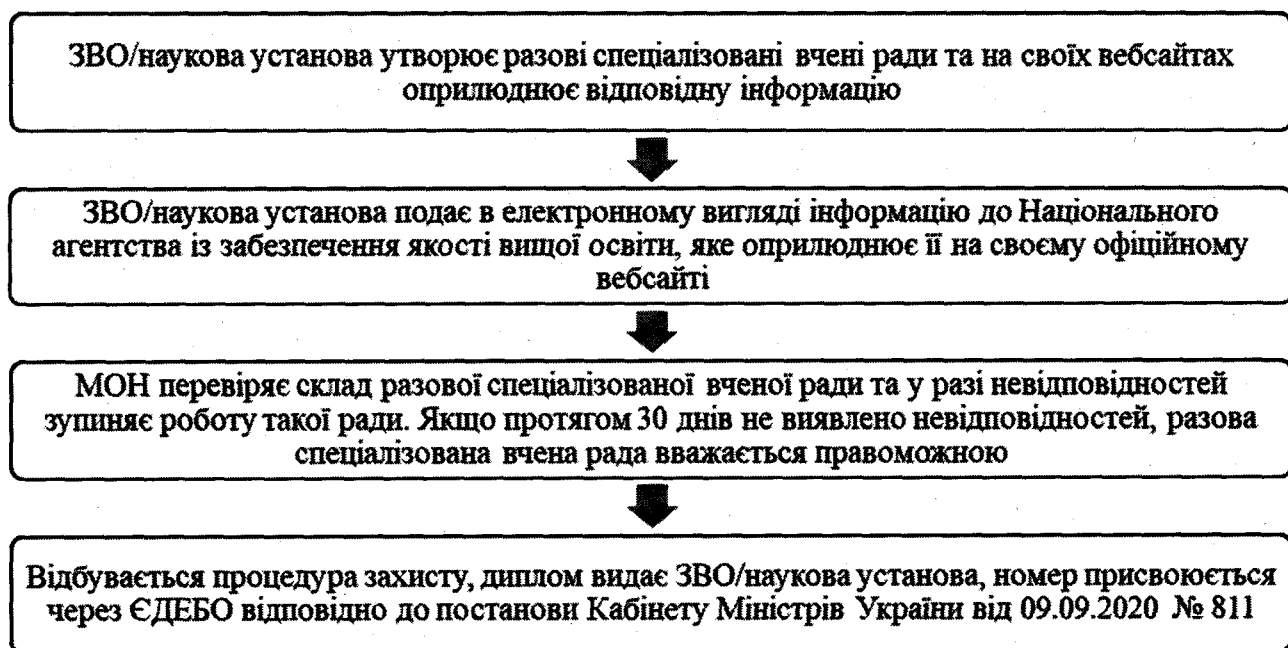 ЗВО/наукова установа утворює разові спеціалізовані вчені ради та на своїх вебсайтах
оприлюднює відповідну інформацію
ЗВО/наукова установа подає в електронному вигляді інформацію до Національного
агентства із забезпечення якості вищої освіти, яке оприлюднює її на своєму офіційному
вебсайті
МОН перевіряє склад разової спеціалізованої вченої ради та у разі невідповідностей
зупиняє роботу такої ради. Якщо протягом 30 днів не виявлено невідповідностей, разова
спеціалізована вчена рада вважається правоможною
Відбувається процедура захисту, диплом видає ЗВО/наукова установа, номер присвоюється
через ЄДЕБО відповідно до постанови Кабінету Міністрів України від 09.09.2020 № 811